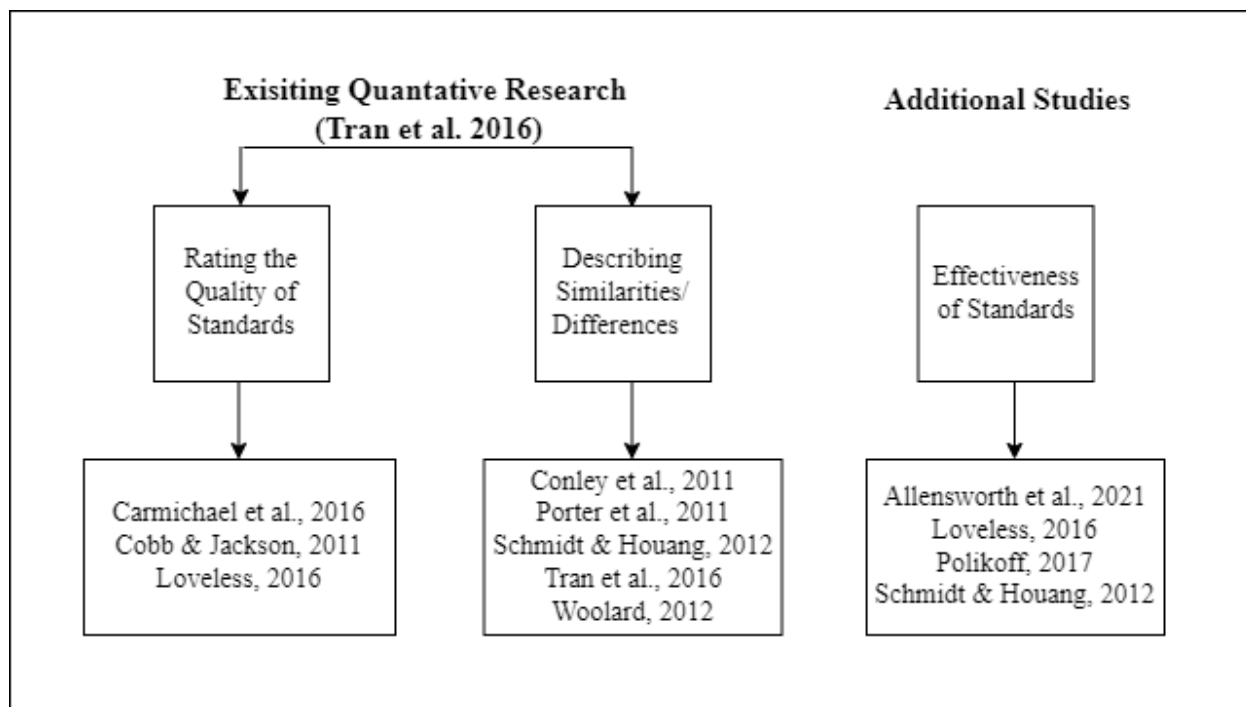 Exisiting Quantative Research
(Tran et al. 2016)
Additional Studies
Rating the
Quality of
Standards
Describing
Similarities/
Differences
Effectiveness
of Standards
Carmichael et al., 2016
Cobb & Jackson, 2011
Loveless, 2016
Conley et al., 2011
Porter et al., 2011
Schmidt & Houang, 2012
Tran et al., 2016
Woolard, 2012
Allensworth et al., 2021
Loveless, 2016
Polikoff, 2017
Schmidt & Houang, 2012